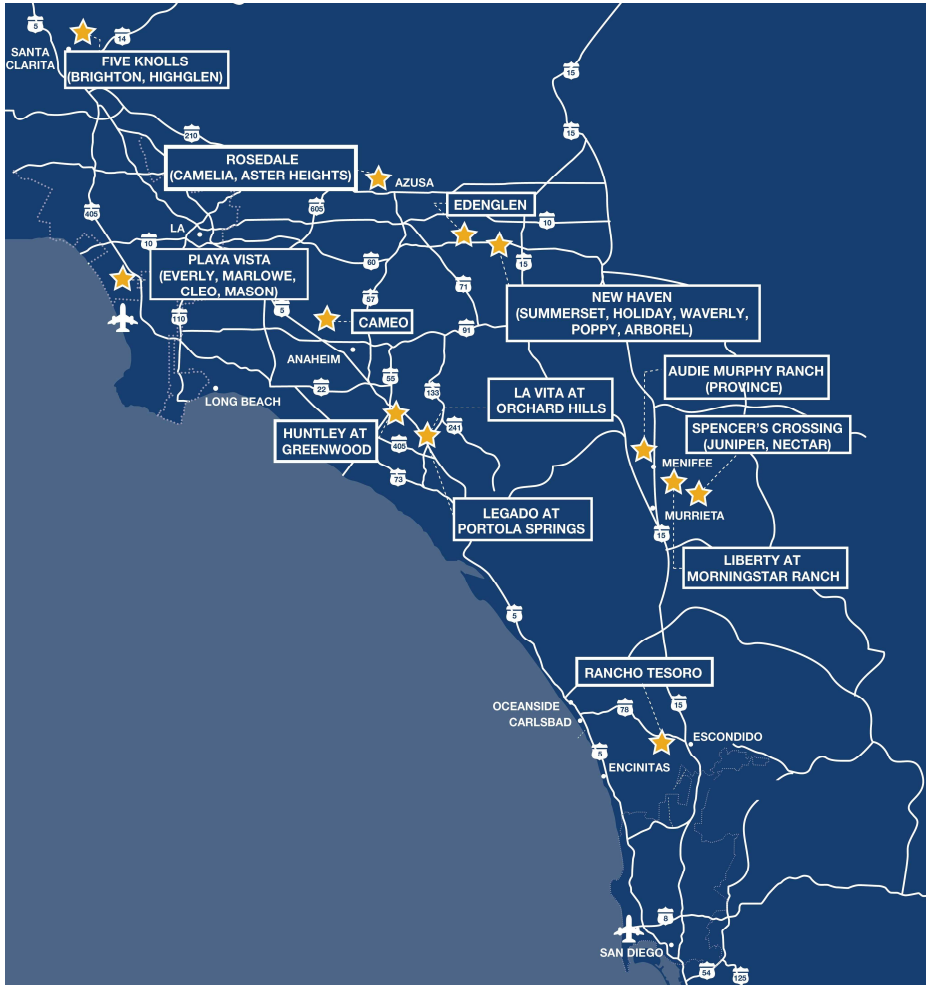 5
14
SANTA
CLARITA
FIVE KNOLLS
(BRIGHTON, HIGHGLEN)
15
15
210
ROSEDALE
(CAMELIA, ASTER HEIGHTS)
AZUSA
605
405
EDENGLEN
10
LA
10
60
15
PLAYA VISTA
(EVERLY, MARLOWE,
CLEO, MASON)
71
57
NEW HAVEN
(SUMMERSET, HOLIDAY, WAVERLY,
POPPY, ARBOREL)
5
110
CAMEO
91
ANAHEIM
AUDIE MURPHY RANCH
(PROVINCE)
55
22
133
LONG BEACH
LA VITA AT
ORCHARD HILLS
HUNTLEY AT
GREENWOOD
241
405
SPENCER'S CROSSING
(JUNIPER, NECTAR)
73
MENIFEE
LEGADO AT
PORTOLA SPRINGS
MURRIETA
15
LIBERTY AT
MORNINGSTAR RANCH
5
RANCHO TESORO
OCEANSIDE
CARLSBAD
78
15
ESCONDIDO
5
ENCINITAS
8
SAN DIEGO
54
125